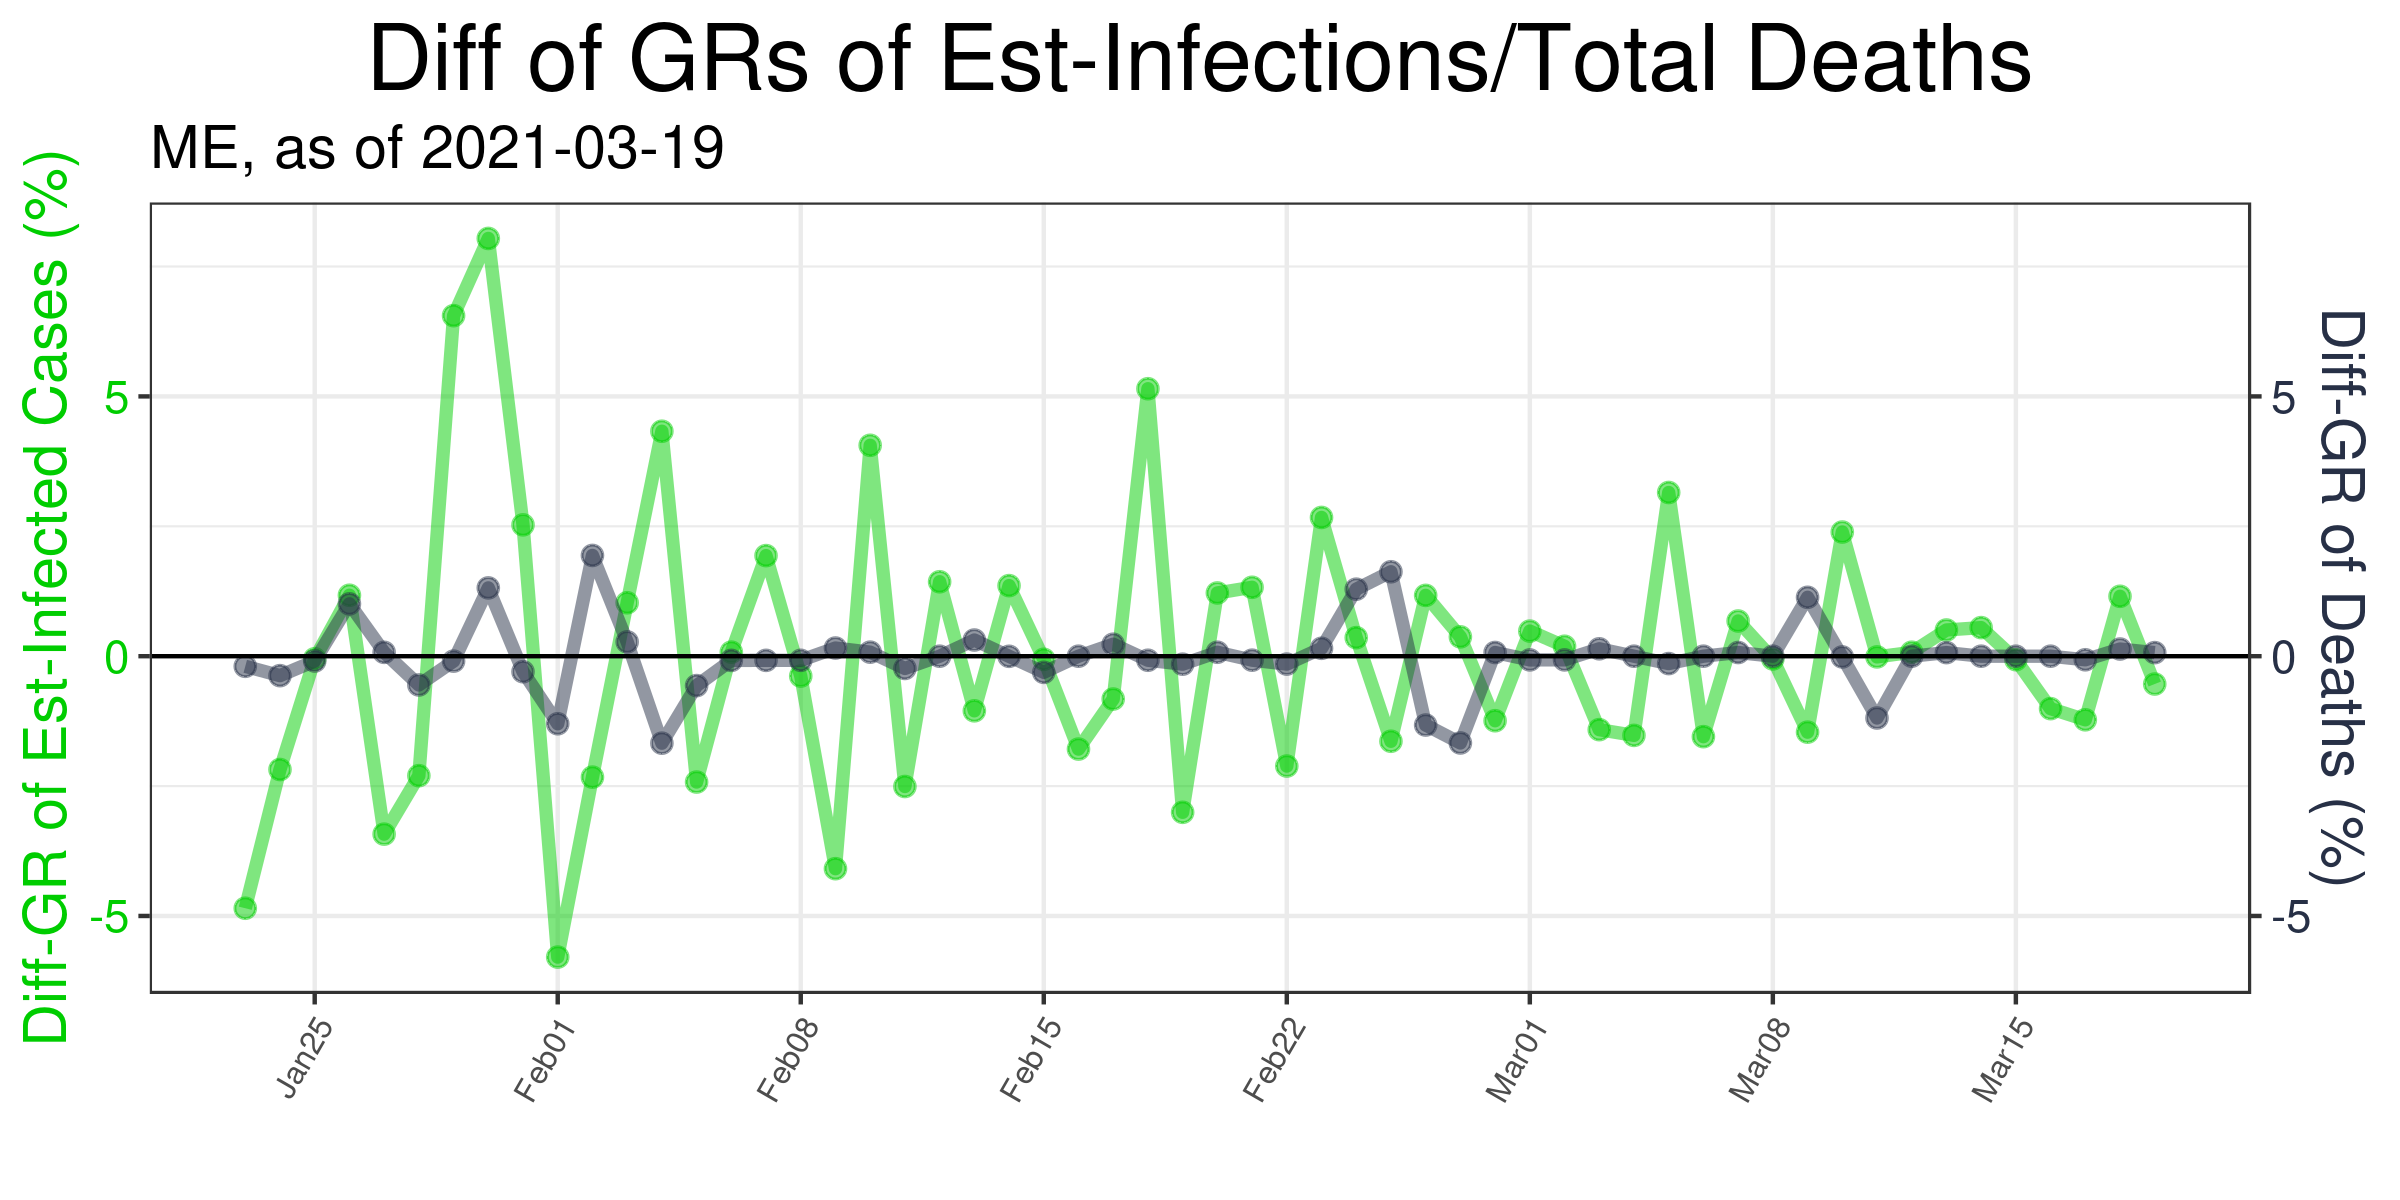 Diff of GRs of Est-Infections/Total Deaths
ME, as of 2021-03-19
Diff-GR of Est-Infected Cases (%)
5
0
-5
5
0
-5
Diff-GR of Deaths (%)
Jan25
Feb01
Feb08
Feb15
Feb22
Mar01
Mar08
Mar15